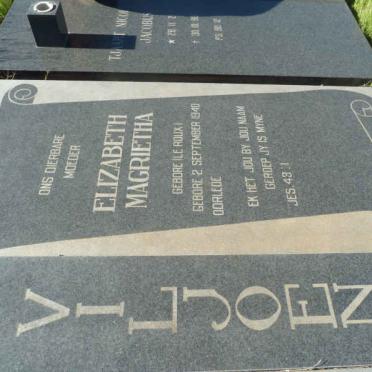 ONS DIERBARE
MOEDER
ELIZABETH
MAGRIETHA
GEBORE (LE ROUX)
GEBORE 2 SEPTEMBER 1940
OORLEDE
EK HET JOU BY JOU NAAM
GEROEP JY IS MYNE
JES. 43:1
VILJOEN
JACOBUS